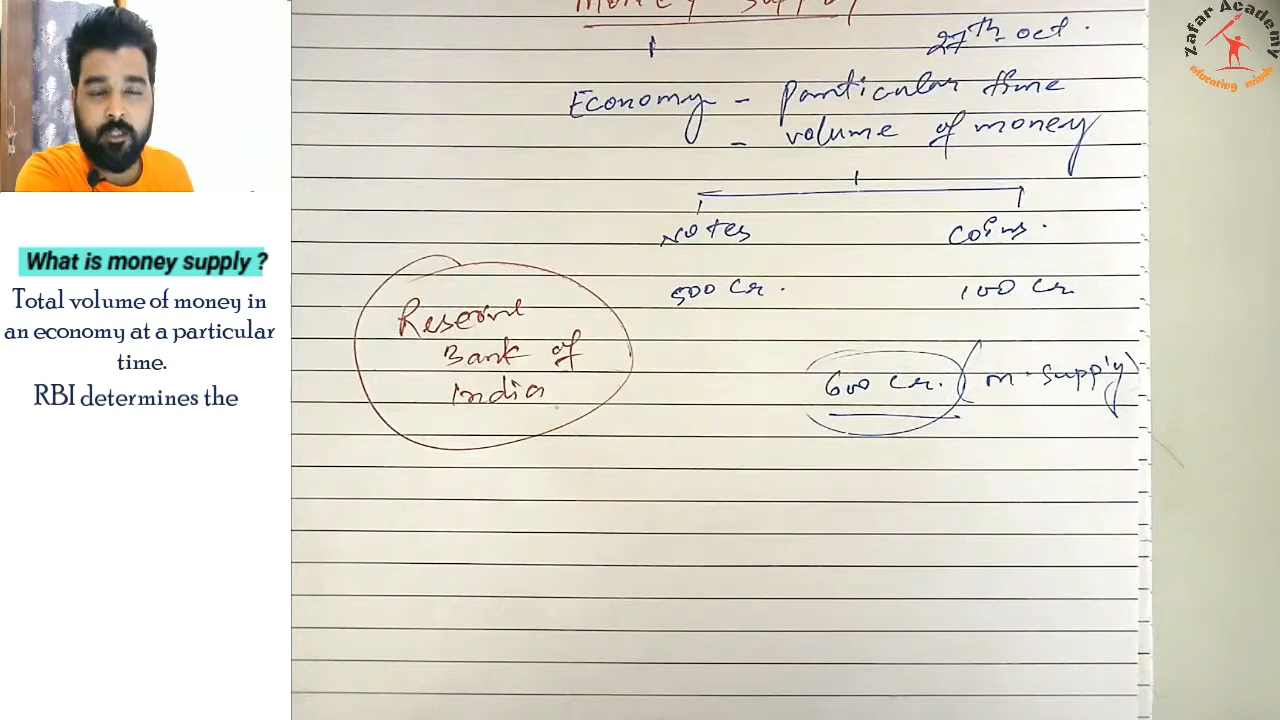 Money Supply
27th Oct.
Economy - particular time
- volume of money
Notes
Coins.
500 Cr.
100 Cr
Reserve
Bank of
India
600 Cr. (m. supply)
What is money supply ?
Total volume of money in
an economy at a particular
time.
RBI determines the
Zafar Academy
educating minds